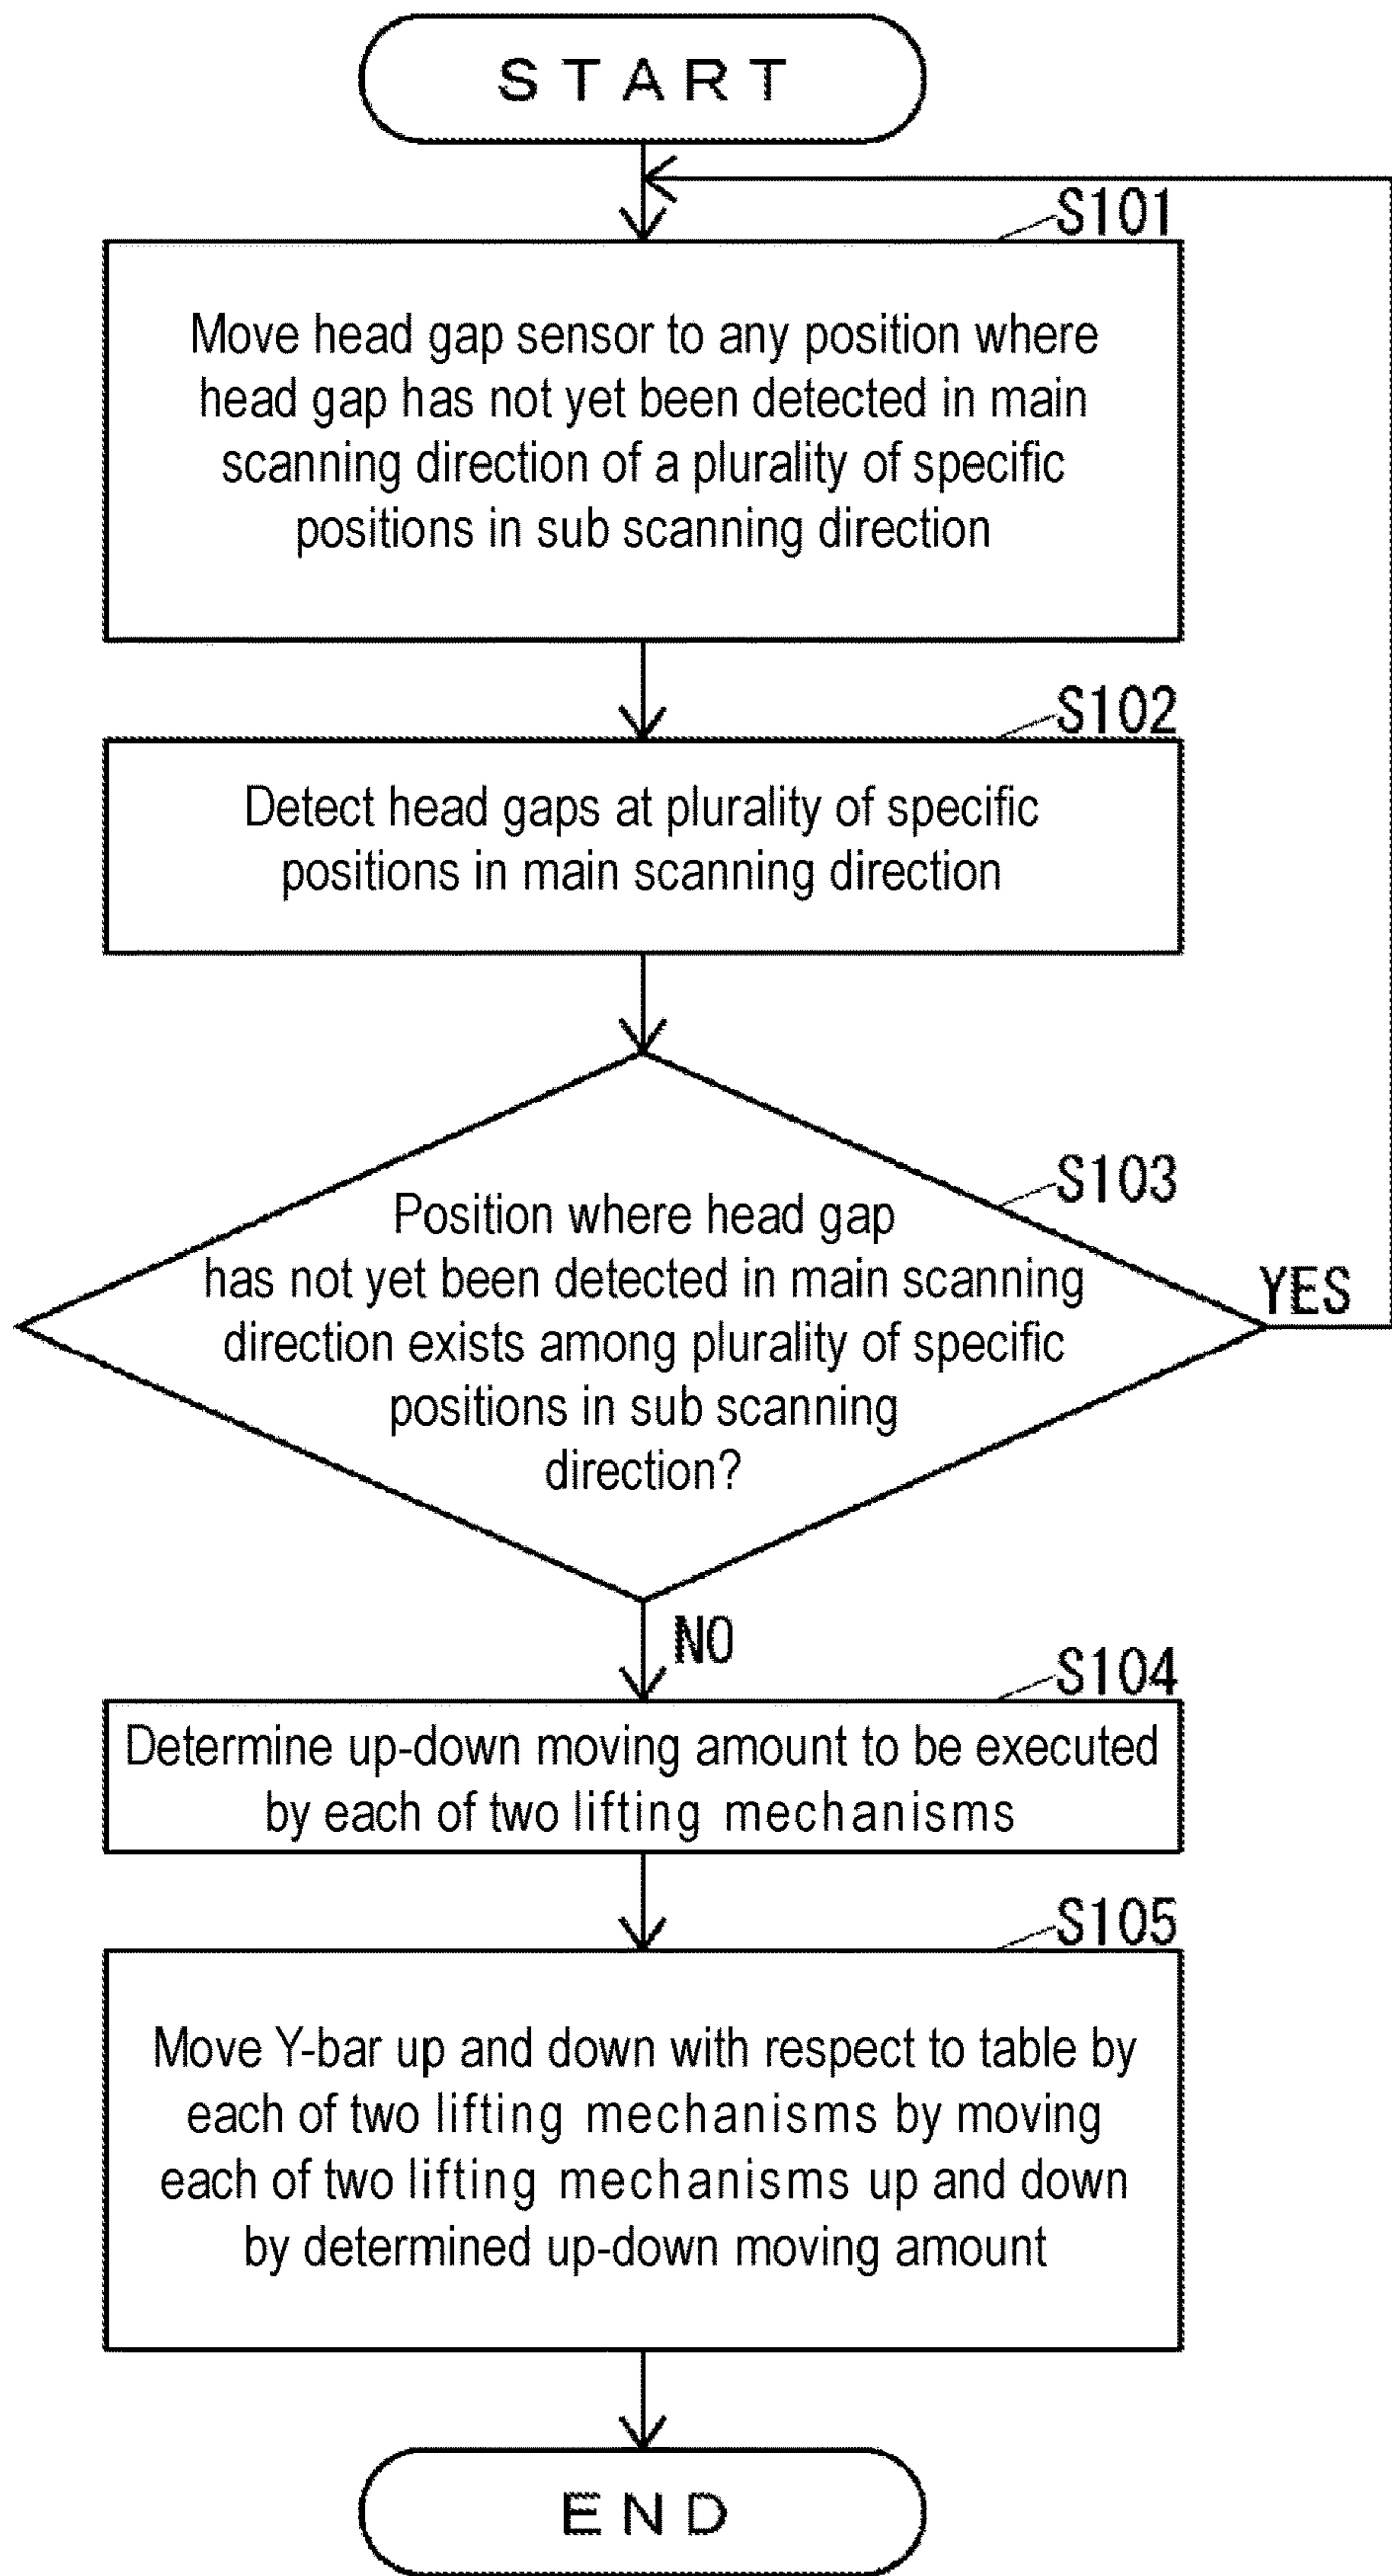 START
S101
Move head gap sensor to any position where
head gap has not yet been detected in main
scanning direction of a plurality of specific
positions in sub scanning direction
S102
Detect head gaps at plurality of specific
positions in main scanning direction
S103
Position where head gap
has not yet been detected in main scanning
direction exists among plurality of specific
positions in sub scanning
direction?
YES
NO
S104
Determine up-down moving amount to be executed
by each of two lifting mechanisms
S105
Move Y-bar up and down with respect to table by
each of two lifting mechanisms by moving
each of two lifting mechanisms up and down
by determined up-down moving amount
END